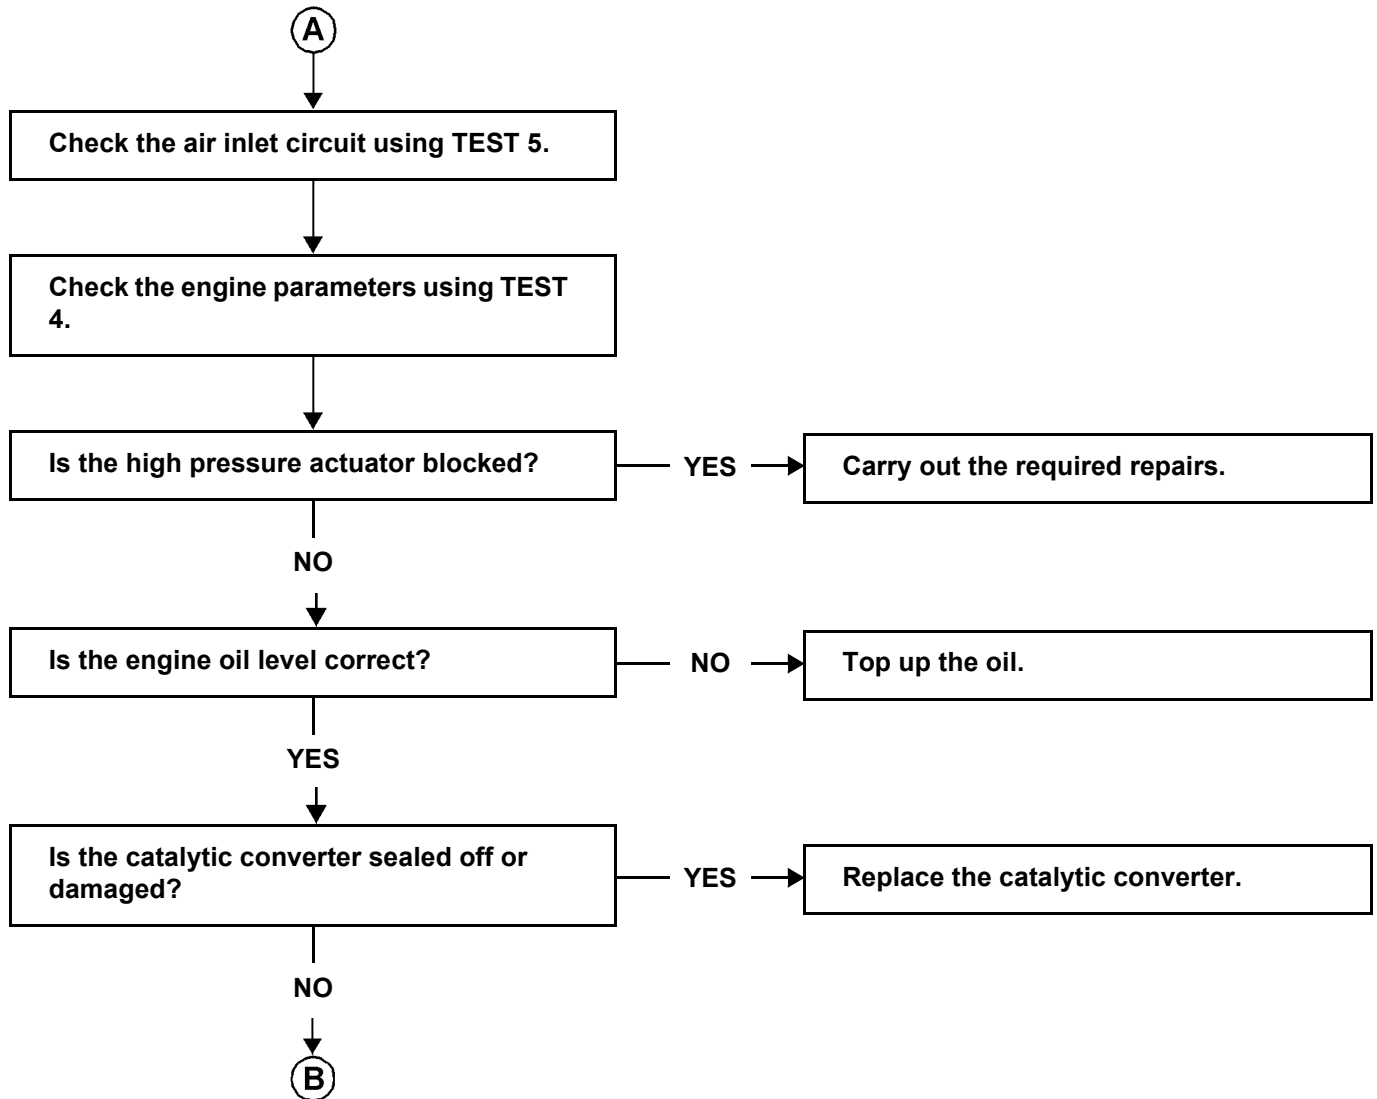 A
Check the air inlet circuit using TEST 5.
Check the engine parameters using TEST
4.
Is the high pressure actuator blocked?
YES
Carry out the required repairs.
NO
Is the engine oil level correct?
NO
Top up the oil.
YES
Is the catalytic converter sealed off or
damaged?
YES
Replace the catalytic converter.
NO
B